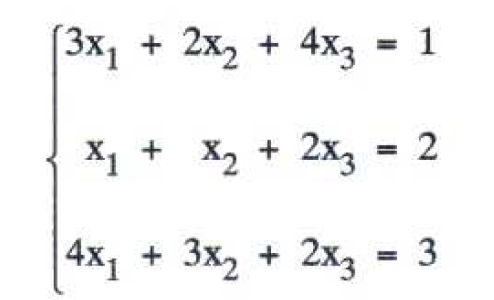 3x₁ + 2x₂ + 4x₃ = 1
x₁ + x₂ + 2x₃ = 2
4x₁ + 3x₂ + 2x₃ = 3